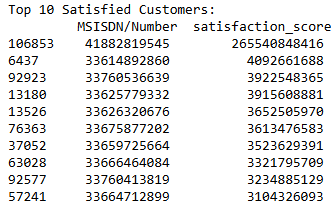 Top 10 Satisfied Customers:
MSISDN/Number satisfaction_score
106853 41882819545 265540848416
6437 33614892860 4092661688
92923 33760536639 3922548365
13180 33625779332 3915608881
13526 33626320676 3652505970
76363 33675877202 3613476583
37052 33659725664 3523629391
63028 33666464084 3321795709
92577 33760413819 3234885129
57241 33664712899 3104326093